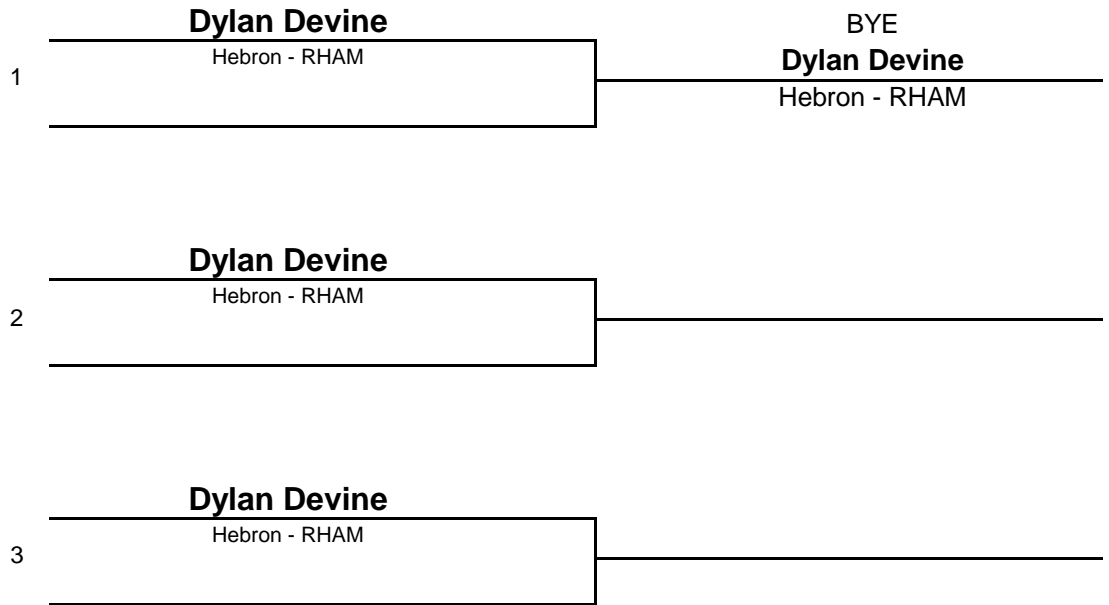 Dylan Devine
Hebron - RHAM
1
BYE
Dylan Devine
Hebron - RHAM
Dylan Devine
Hebron - RHAM
2
Dylan Devine
Hebron - RHAM
3